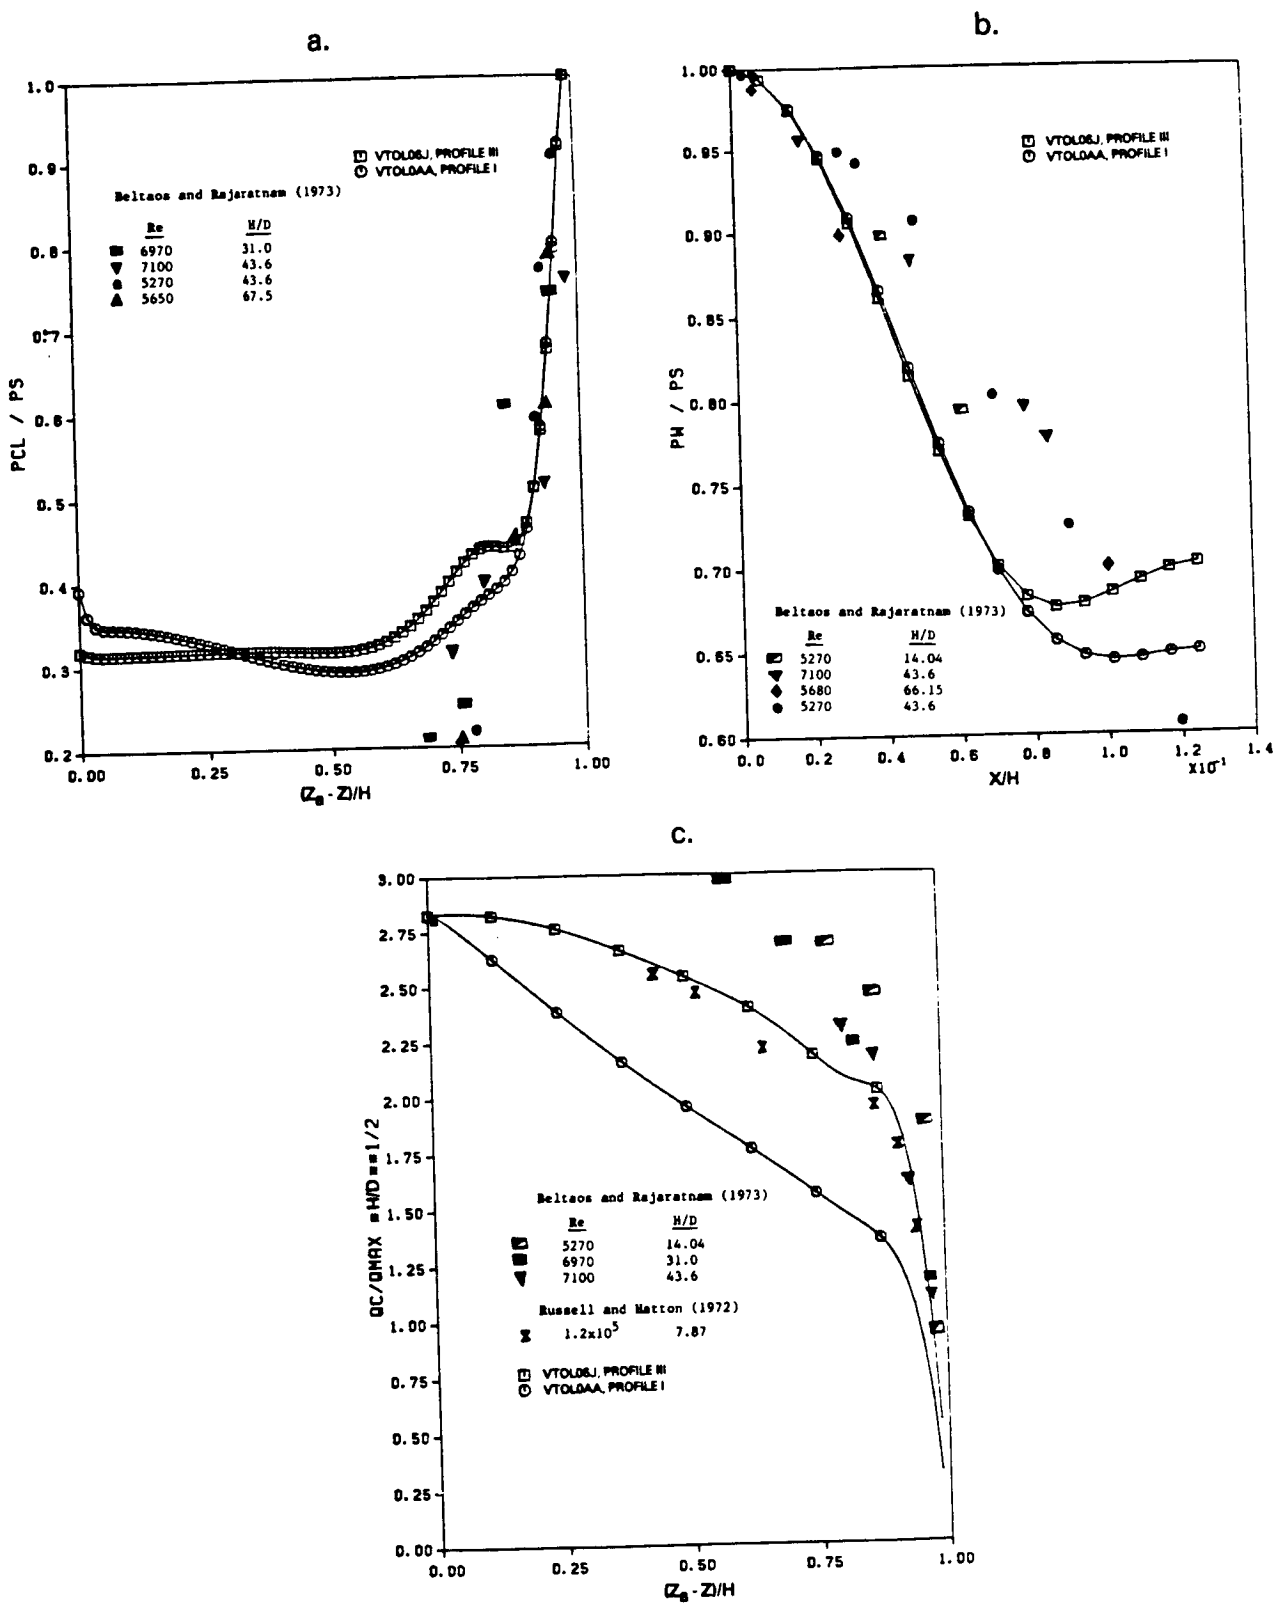 a.
1.0
0.9
0.8
0.7
0.6
0.5
0.4
0.3
0.2
PCL / PS
VTOL06J, PROFILE III
VTOL0AA, PROFILE I
Beltaos and Rajaratnam (1973)
Re H/D
6970 31.0
7100 43.6
5270 43.6
5650 67.5
0.00 0.25 0.50 0.75 1.00
(Z₈ - Z)/H
b.
1.00
0.95
0.90
0.85
0.80
0.75
0.70
0.65
0.60
PW / PS
VTOL06J, PROFILE III
VTOL0AA, PROFILE I
Beltaos and Rajaratnam (1973)
Re H/D
5270 14.04
7100 43.6
5680 66.15
5270 43.6
0.0 0.2 0.4 0.6 0.8 1.0 1.2 1.4
X/H
X10⁻¹
c.
3.00
2.75
2.50
2.25
2.00
1.75
1.50
1.25
1.00
0.75
0.50
0.25
0.00
QC/QMAX *H/D**1/2
Beltaos and Rajaratnam (1973)
Re H/D
5270 14.04
6970 31.0
7100 43.6
Russell and Hatton (1972)
1.2x10⁵ 7.87
VTOL06J, PROFILE III
VTOL0AA, PROFILE I
0.00 0.25 0.50 0.75 1.00
(Z₈ - Z)/H